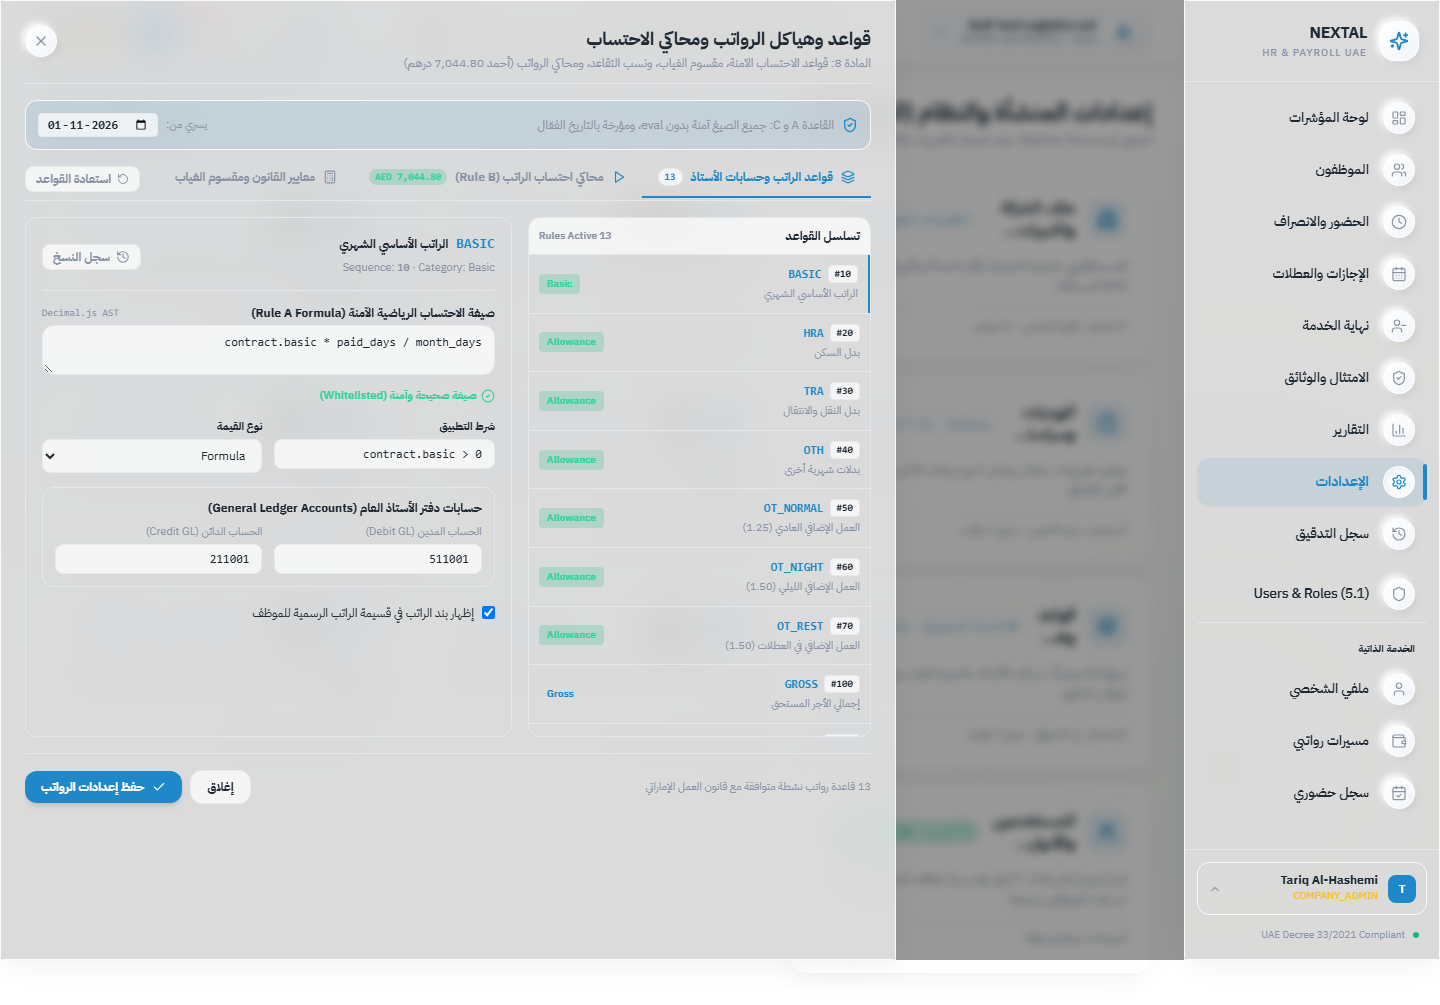 NEXTAL
HR & PAYROLL UAE
لوحة المؤشرات
الموظفون
الحضور والانصراف
الإجازات والعطلات
نهاية الخدمة
الامتثال والوثائق
التقارير
الإعدادات
سجل التدقيق
Users & Roles (5.1)
الخدمة الذاتية
ملفي الشخصي
مسيرات رواتبي
سجل حضوري
T
Tariq Al-Hashemi
COMPANY_ADMIN
UAE Decree 33/2021 Compliant
إعدادات المنشأة والنظام
قواعد وهياكل الرواتب ومحاكي الاحتساب
المادة 8: قواعد الاحتساب الآمنة، مقسوم الغياب، ونسب التقاعد، ومحاكي الرواتب (أحمد 7,044.80 درهم)
القاعدة A و C: جميع الصيغ آمنة بدون eval، ومؤرخة بالتاريخ الفعّال
يسري من:
01-11-2026
قواعد الراتب وحسابات الأستاذ 13
محاكي احتساب الراتب (Rule B) AED 7,044.80
معايير القانون ومقسوم الغياب
استعادة القواعد
تسلسل القواعد
Rules Active 13
#10 BASIC
الراتب الأساسي الشهري
Basic
#20 HRA
بدل السكن
Allowance
#30 TRA
بدل النقل والانتقال
Allowance
#40 OTH
بدلات شهرية أخرى
Allowance
#50 OT_NORMAL
العمل الإضافي العادي (1.25)
Allowance
#60 OT_NIGHT
العمل الإضافي الليلي (1.50)
Allowance
#70 OT_REST
العمل الإضافي في العطلات (1.50)
Allowance
#100 GROSS
إجمالي الأجر المستحق
Gross
BASIC الراتب الأساسي الشهري
Sequence: 10 · Category: Basic
سجل النسخ
صيغة الاحتساب الرياضية الآمنة (Rule A Formula)
Decimal.js AST
contract.basic * paid_days / month_days
صيغة صحيحة وآمنة (Whitelisted)
شرط التطبيق
نوع القيمة
contract.basic > 0
Formula
حسابات دفتر الأستاذ العام (General Ledger Accounts)
الحساب المدين (Debit GL)
الحساب الدائن (Credit GL)
511001
211001
إظهار بند الراتب في قسيمة الراتب الرسمية للموظف
13 قاعدة رواتب نشطة متوافقة مع قانون العمل الإماراتي
إغلاق
حفظ إعدادات الرواتب